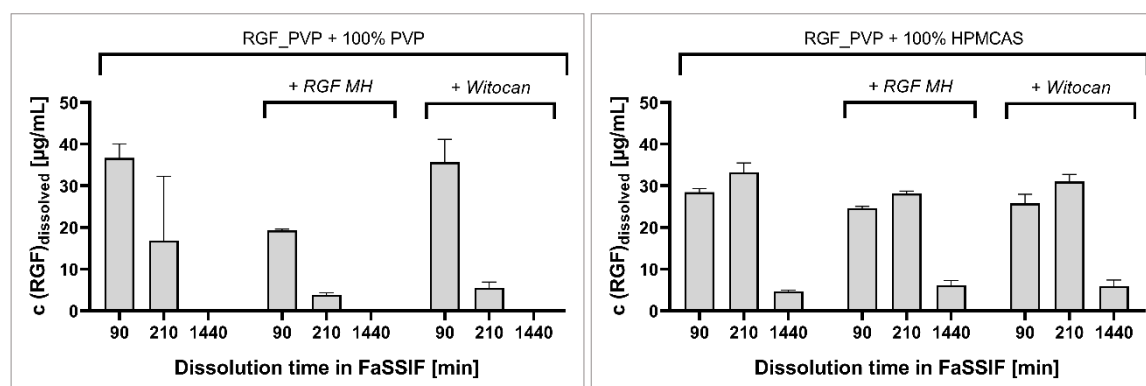 RGF_PVP + 100% PVP
+ RGF MH
+ Witocan
c (RGF)dissolved [µg/mL]
50
40
30
20
10
0
90 210 1440 90 210 1440 90 210 1440
Dissolution time in FaSSIF [min]
RGF_PVP + 100% HPMCAS
+ RGF MH
+ Witocan
c (RGF)dissolved [µg/mL]
50
40
30
20
10
0
90 210 1440 90 210 1440 90 210 1440
Dissolution time in FaSSIF [min]